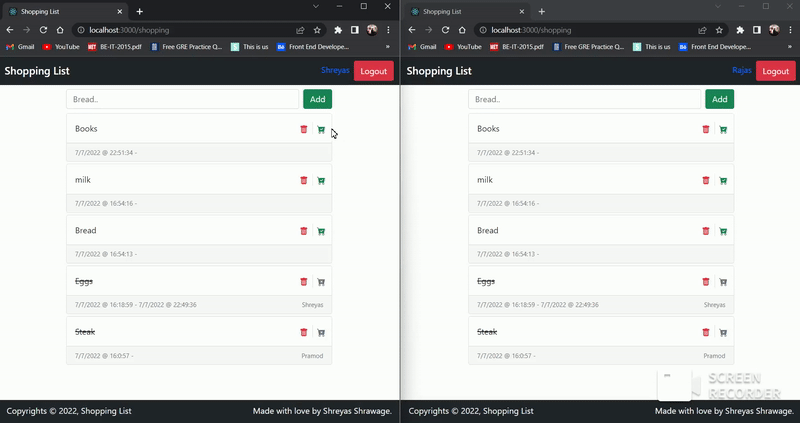 Shopping List
localhost:3000/shopping
Gmail YouTube BE-IT-2015.pdf Free GRE Practice Q... This is us Front End Develope...
Shopping List Shreyas Logout
Bread.. Add
Books
7/7/2022 @ 22:51:34 -
milk
7/7/2022 @ 16:54:16 -
Bread
7/7/2022 @ 16:54:13 -
Eggs
7/7/2022 @ 16:18:59 - 7/7/2022 @ 22:49:36 Shreyas
Steak
7/7/2022 @ 16:0:57 - Pramod
Copyrights © 2022, Shopping List Made with love by Shreyas Shrawage.
Shopping List
localhost:3000/shopping
Gmail YouTube BE-IT-2015.pdf Free GRE Practice Q... This is us Front End Develope...
Shopping List Rajas Logout
Bread.. Add
Books
7/7/2022 @ 22:51:34 -
milk
7/7/2022 @ 16:54:16 -
Bread
7/7/2022 @ 16:54:13 -
Eggs
7/7/2022 @ 16:18:59 - 7/7/2022 @ 22:49:36 Shreyas
Steak
7/7/2022 @ 16:0:57 - Pramod
SCREEN
RECORDER
Copyrights © 2022, Shopping List Made with love by Shreyas Shrawage.